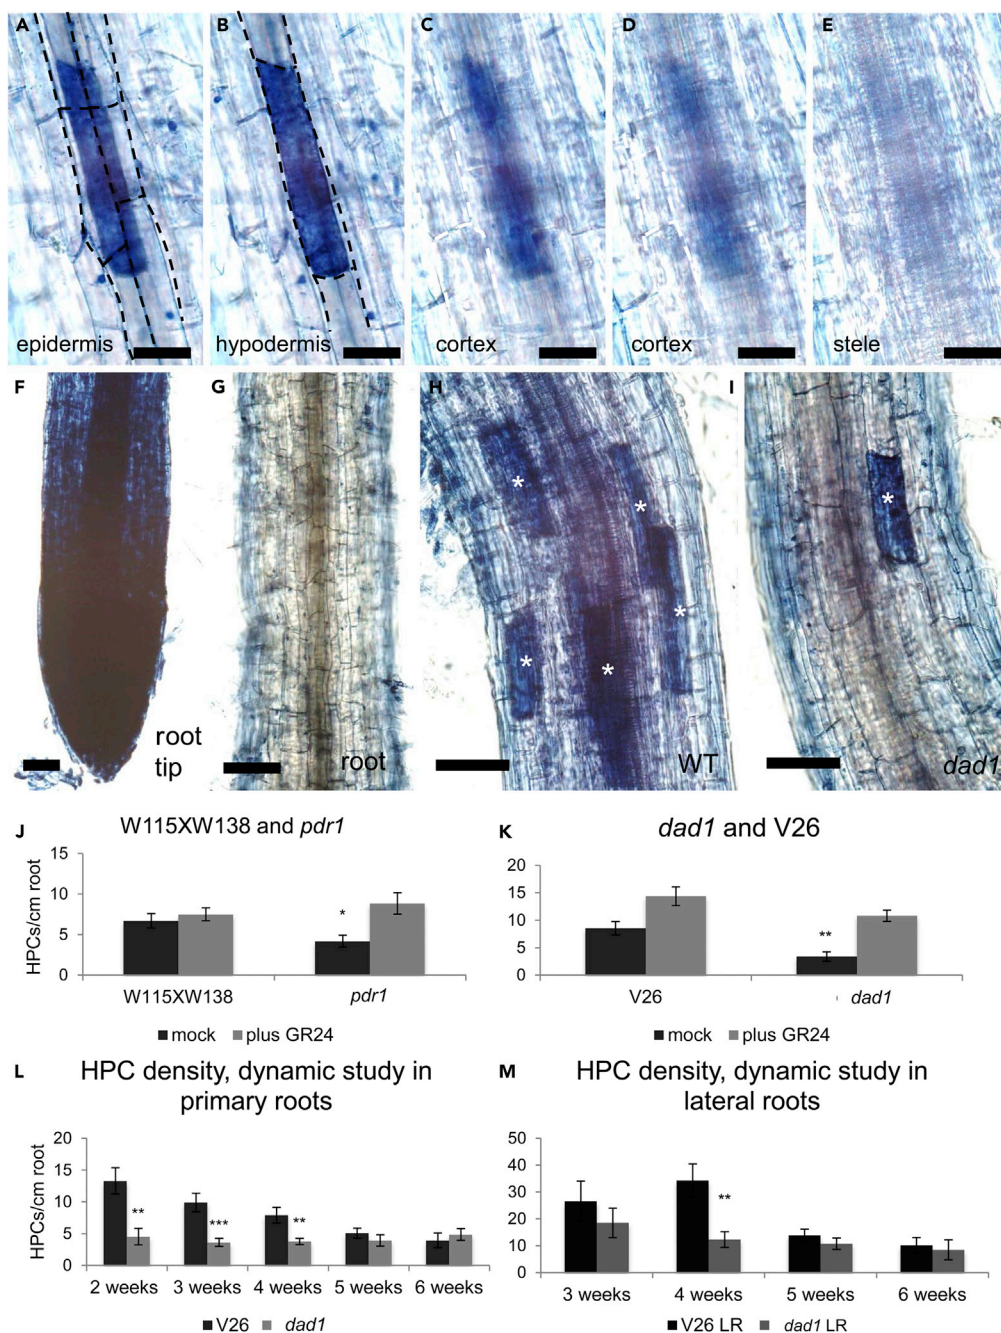 A B C D E
epidermis hypodermis cortex cortex stele
F G H I
root tip root WT dad1
* * * * * *
J W115XW138 and pdr1
HPCs/cm root
15
10
5
0
*
W115XW138 pdr1
mock plus GR24
K dad1 and V26
20
15
10
5
0
**
V26 dad1
mock plus GR24
L HPC density, dynamic study in
primary roots
HPCs/cm root
20
15
10
5
0
** *** **
2 weeks 3 weeks 4 weeks 5 weeks 6 weeks
V26 dad1
M HPC density, dynamic study in
lateral roots
50
40
30
20
10
0
**
3 weeks 4 weeks 5 weeks 6 weeks
V26 LR dad1 LR